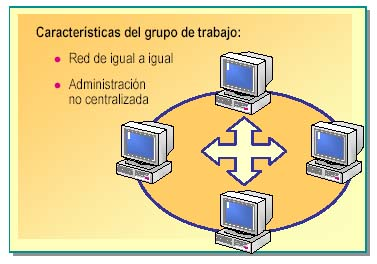 Características del grupo de trabajo:
Red de igual a igual
Administración
no centralizada